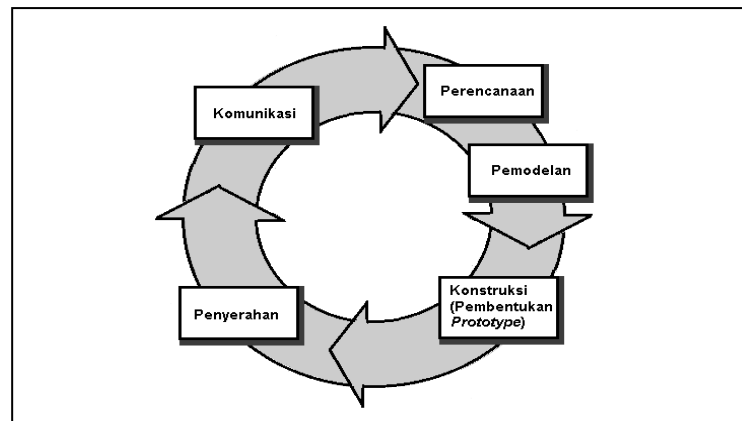 Komunikasi
Perencanaan
Pemodelan
Konstruksi
(Pembentukan
Prototype)
Penyerahan